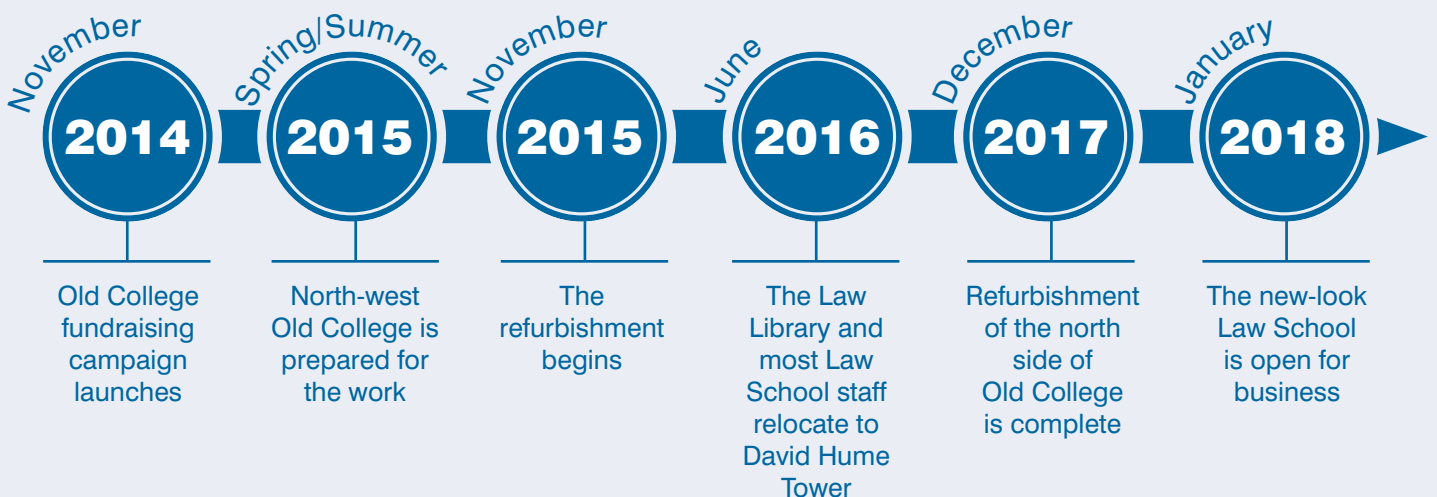 November
2014
Old College
fundraising
campaign
launches
Spring/Summer
2015
North-west
Old College is
prepared for
the work
November
2015
The
refurbishment
begins
June
2016
The Law
Library and
most Law
School staff
relocate to
David Hume
Tower
December
2017
Refurbishment
of the north
side of
Old College
is complete
January
2018
The new-look
Law School
is open for
business